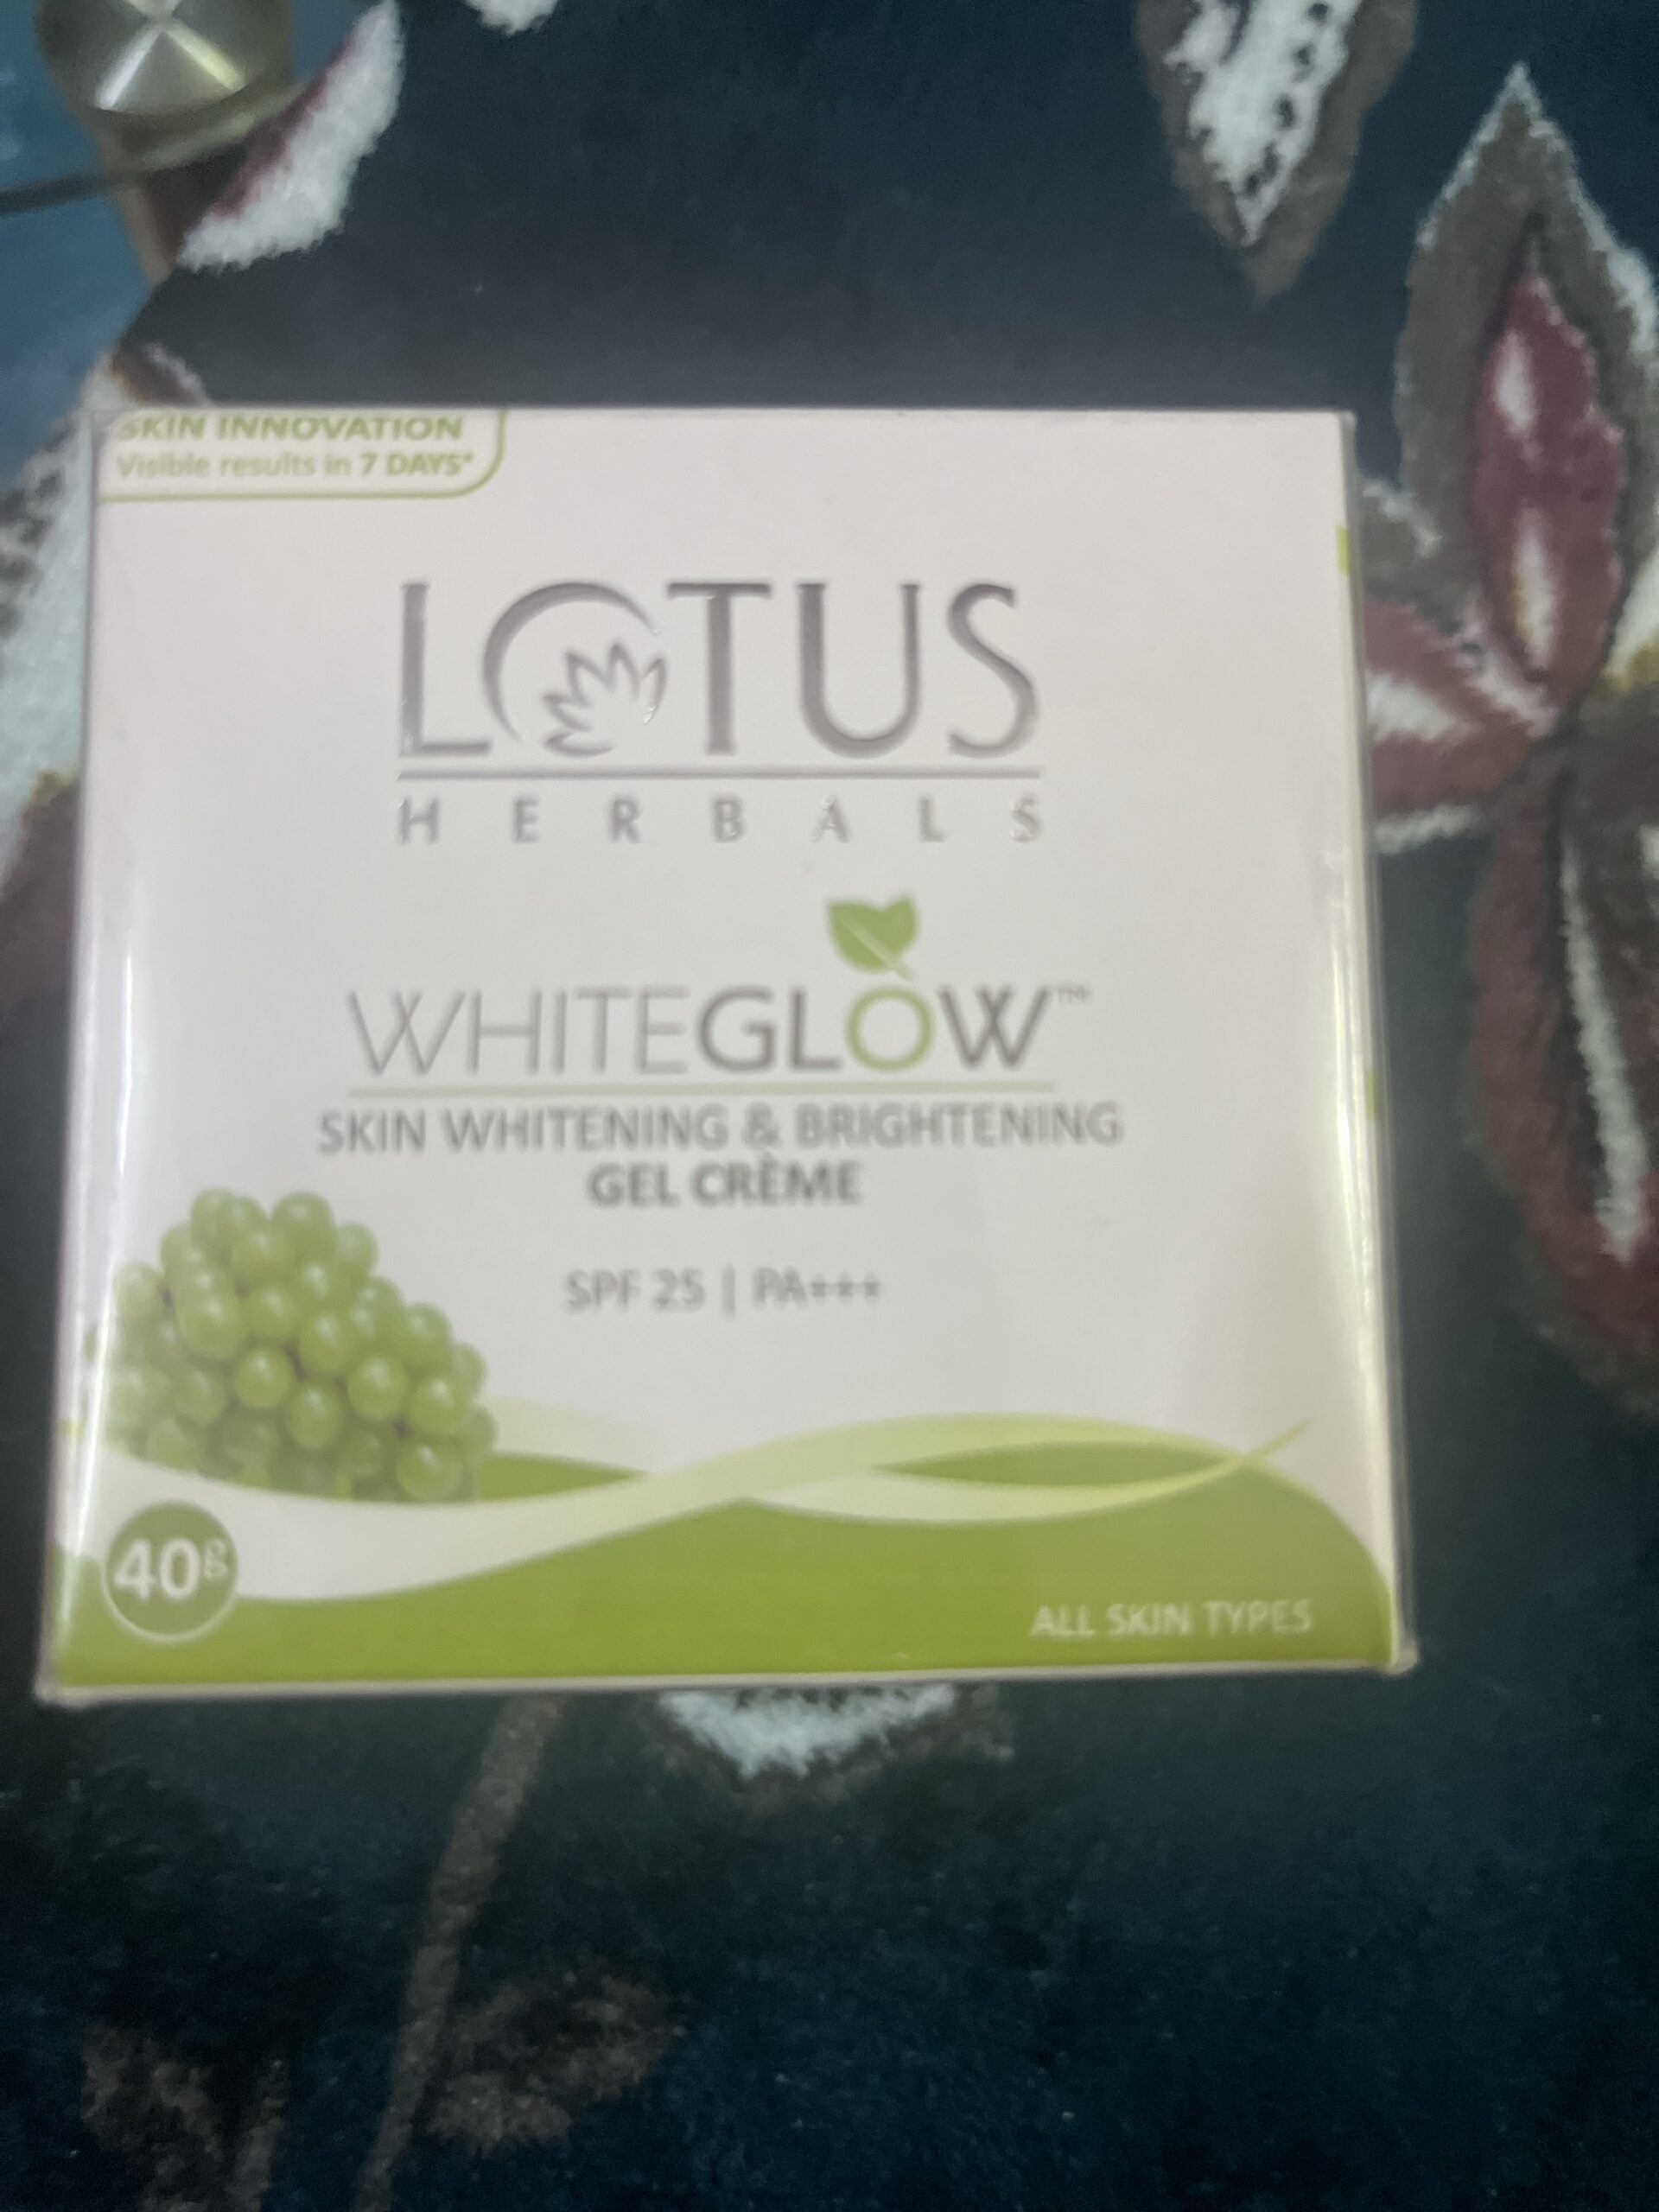 SKIN INNOVATION
Visible results in 7 DAYS*
LOTUS
HERBALS
WHITEGLOW™
SKIN WHITENING & BRIGHTENING
GEL CRÈME
SPF 25 | PA+++
40g
ALL SKIN TYPES